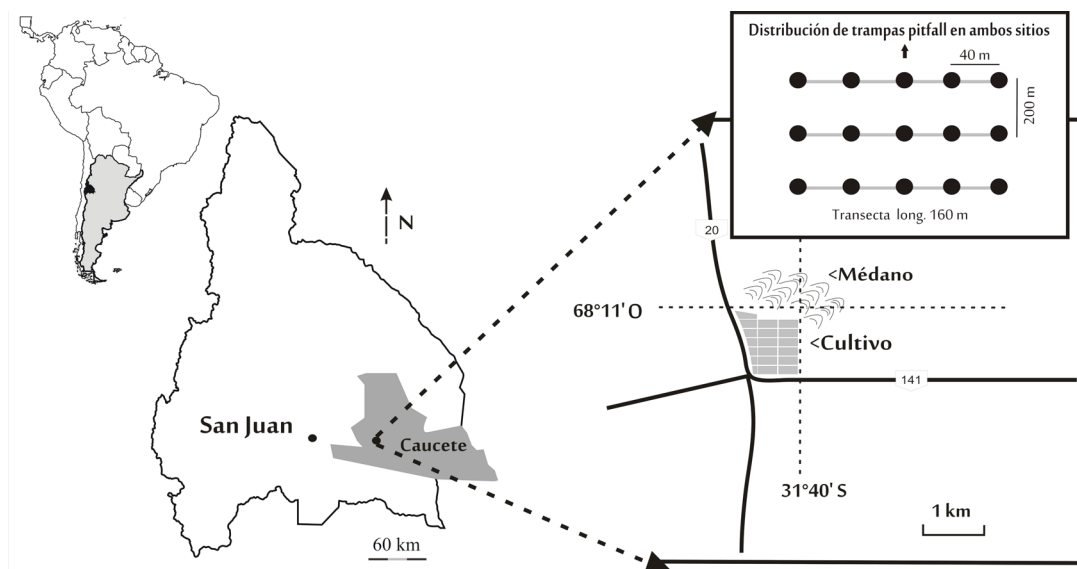 Distribución de trampas pitfall en ambos sitios
40 m
200 m
Transecta long. 160 m
N
20
<Médano
68°11' O
<Cultivo
141
San Juan
Caucete
31°40' S
1 km
60 km